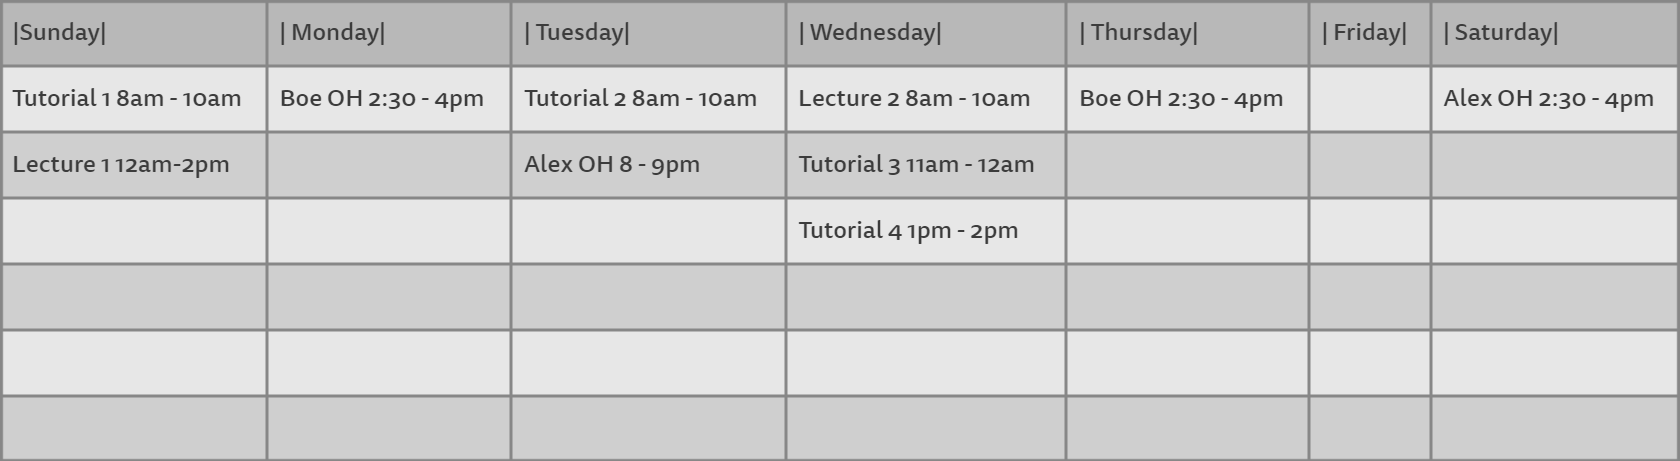 |Sunday| | Monday| | Tuesday| | Wednesday| | Thursday| | Friday| | Saturday|
Tutorial 1 8am - 10am Boe OH 2:30 - 4pm Tutorial 2 8am - 10am Lecture 2 8am - 10am Boe OH 2:30 - 4pm Alex OH 2:30 - 4pm
Lecture 1 12am-2pm Alex OH 8 - 9pm Tutorial 3 11am - 12am
Tutorial 4 1pm - 2pm